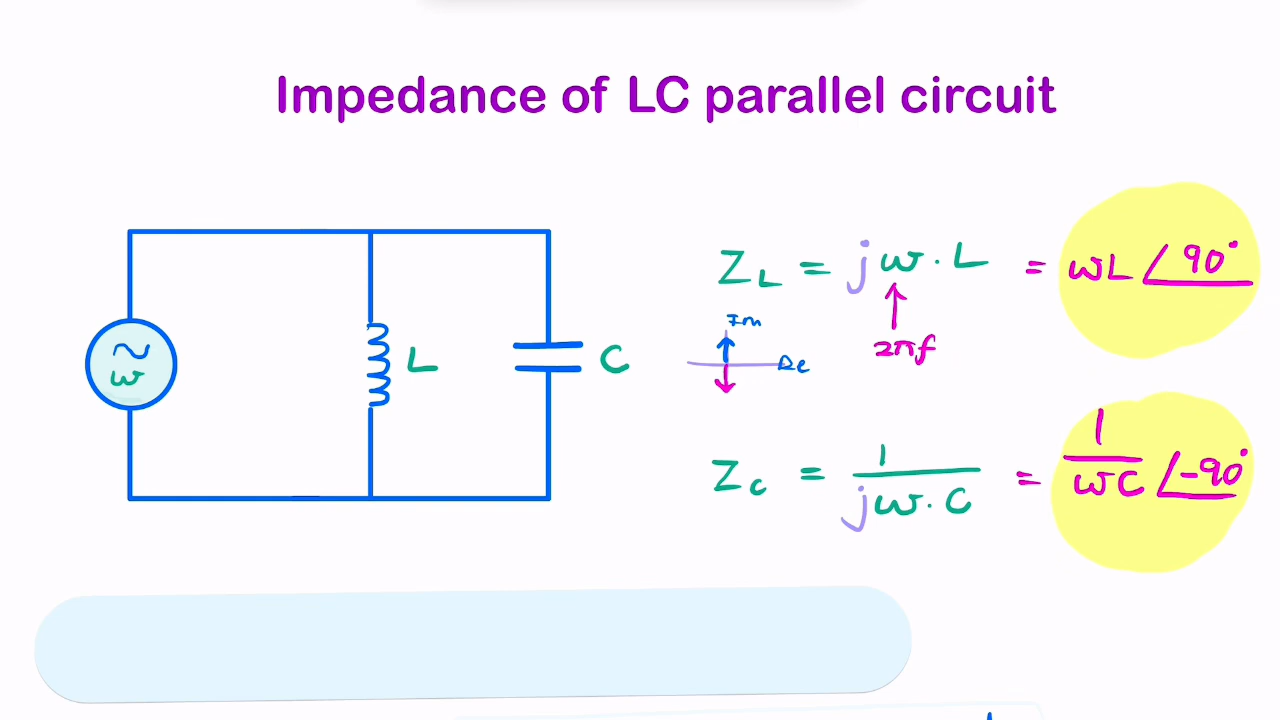 Impedance of LC parallel circuit
Z_L = jω · L = ωL ∠90°
2πf
Im
Re
ω
L
C
Z_C = 1/(jω · C) = 1/(ωC) ∠-90°